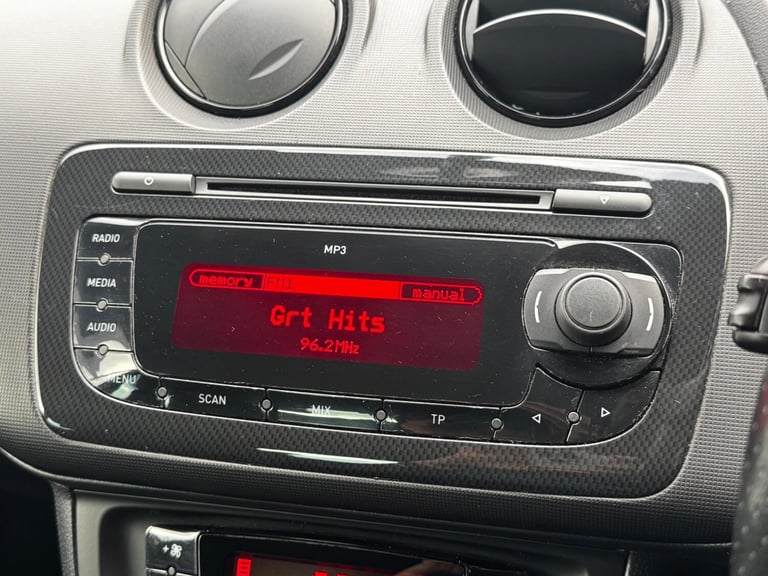 MP3
RADIO
MEDIA
AUDIO
MENU
memory FM1 manual
Grt Hits
96.2MHz
SCAN MIX TP